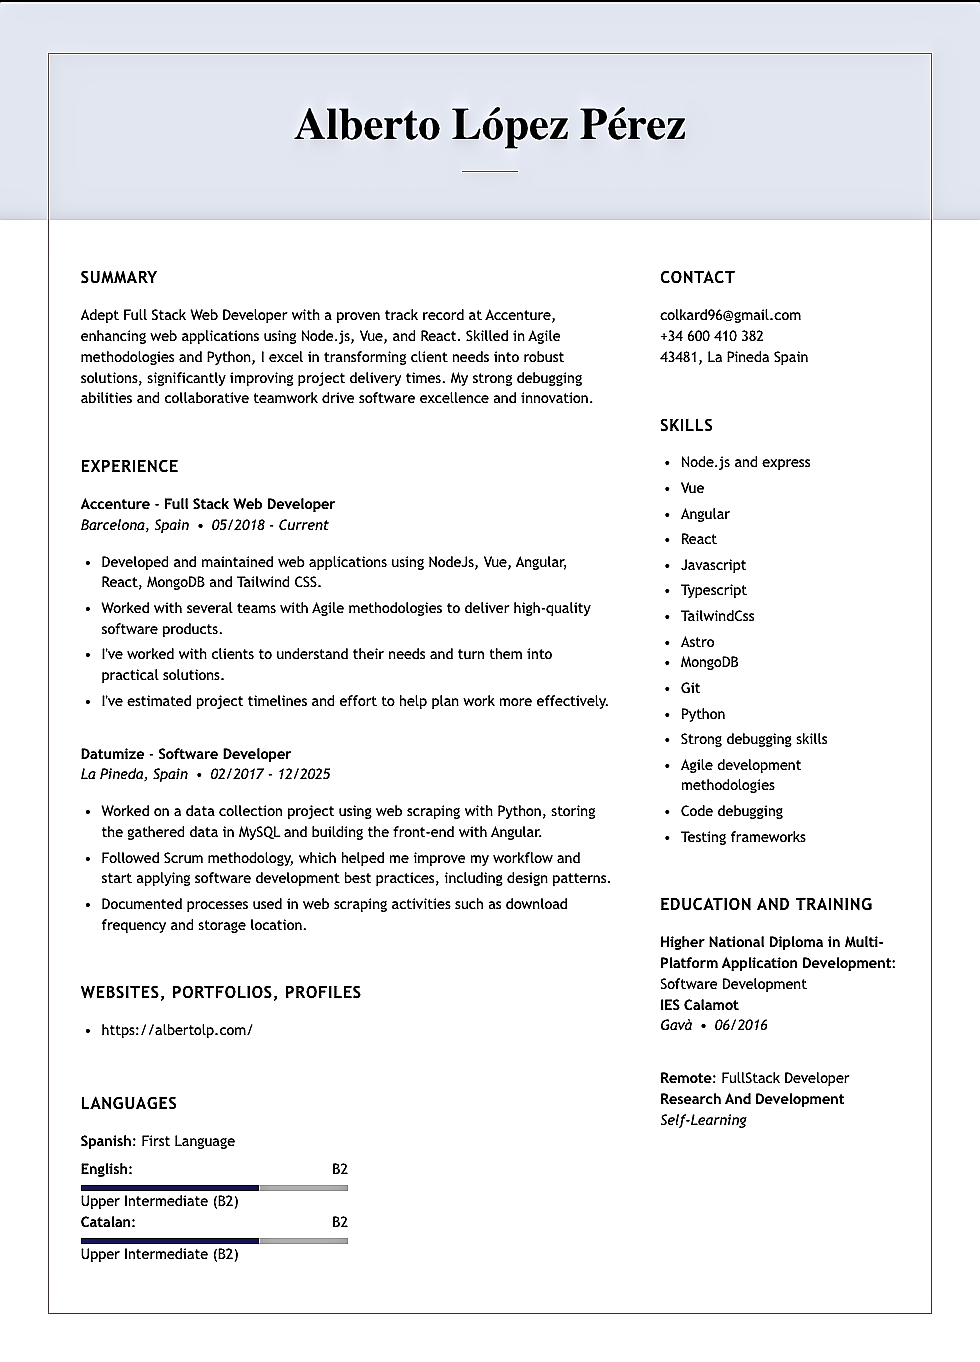 Alberto López Pérez
SUMMARY
Adept Full Stack Web Developer with a proven track record at Accenture,
enhancing web applications using Node.js, Vue, and React. Skilled in Agile
methodologies and Python, I excel in transforming client needs into robust
solutions, significantly improving project delivery times. My strong debugging
abilities and collaborative teamwork drive software excellence and innovation.
EXPERIENCE
Accenture - Full Stack Web Developer
Barcelona, Spain • 05/2018 - Current
• Developed and maintained web applications using NodeJs, Vue, Angular,
React, MongoDB and Tailwind CSS.
• Worked with several teams with Agile methodologies to deliver high-quality
software products.
• I've worked with clients to understand their needs and turn them into
practical solutions.
• I've estimated project timelines and effort to help plan work more effectively.
Datumize - Software Developer
La Pineda, Spain • 02/2017 - 12/2025
• Worked on a data collection project using web scraping with Python, storing
the gathered data in MySQL and building the front-end with Angular.
• Followed Scrum methodology, which helped me improve my workflow and
start applying software development best practices, including design patterns.
• Documented processes used in web scraping activities such as download
frequency and storage location.
WEBSITES, PORTFOLIOS, PROFILES
• https://albertolp.com/
LANGUAGES
Spanish: First Language
English: B2
Upper Intermediate (B2)
Catalan: B2
Upper Intermediate (B2)
CONTACT
colkard96@gmail.com
+34 600 410 382
43481, La Pineda Spain
SKILLS
• Node.js and express
• Vue
• Angular
• React
• Javascript
• Typescript
• TailwindCss
• Astro
• MongoDB
• Git
• Python
• Strong debugging skills
• Agile development
methodologies
• Code debugging
• Testing frameworks
EDUCATION AND TRAINING
Higher National Diploma in Multi-
Platform Application Development:
Software Development
IES Calamot
Gavà • 06/2016
Remote: FullStack Developer
Research And Development
Self-Learning